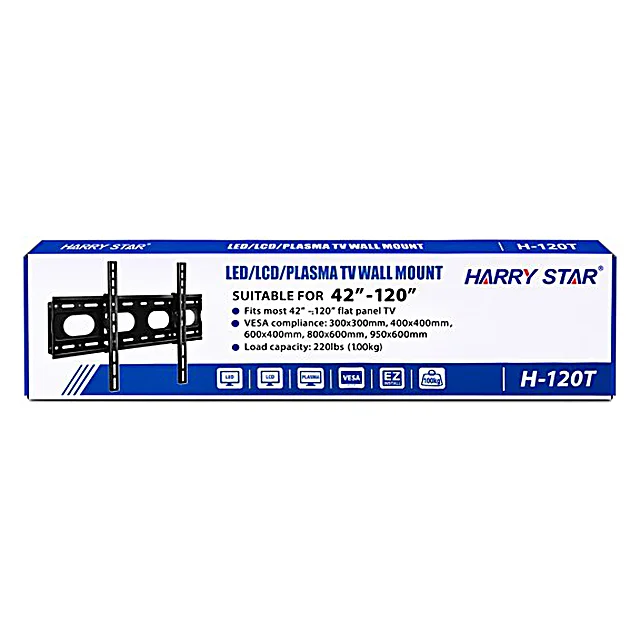 HARRY STAR® LED/LCD/PLASMA TV WALL MOUNT H-120T
LED/LCD/PLASMA TV WALL MOUNT
HARRY STAR®
SUITABLE FOR 42”-120”
● Fits most 42” -.120” flat panel TV
● VESA compliance: 300x300mm, 400x400mm,
600x400mm, 800x600mm, 950x600mm
● Load capacity: 220lbs (100kg)
LED LCD PLASMA VESA EZ INSTALL 100kg
H-120T